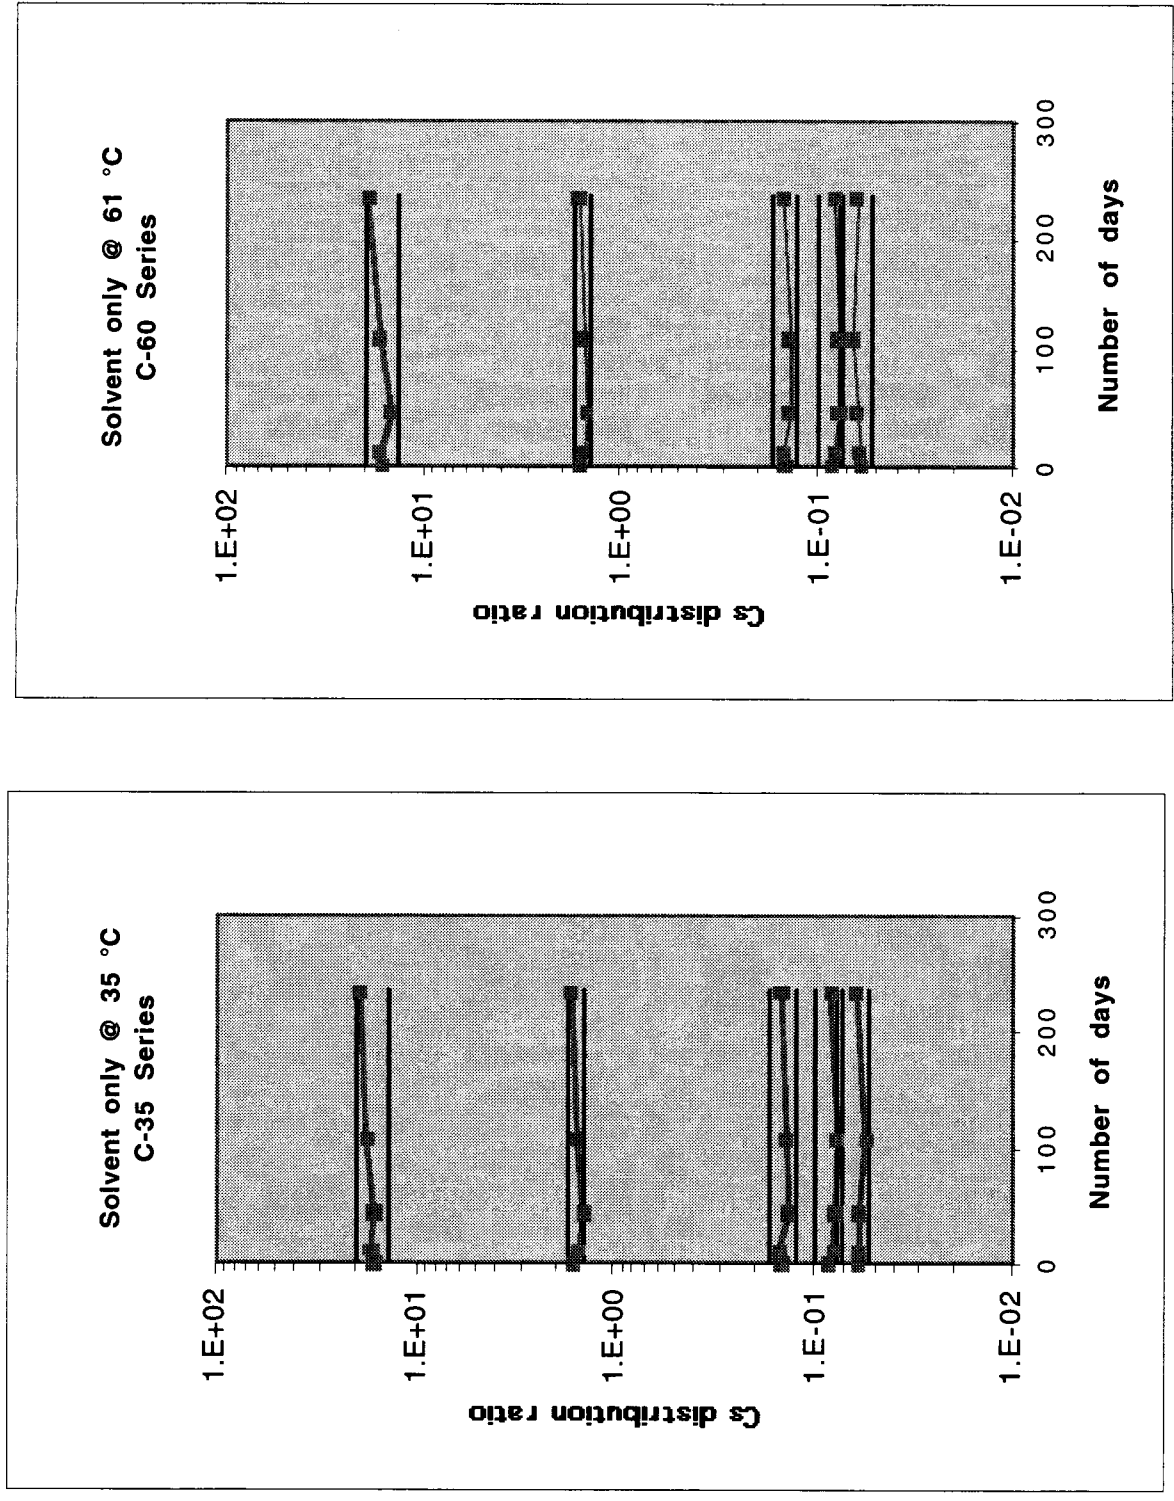 Solvent only @ 35 °C
C-35 Series
Cs distribution ratio
1.E+02
1.E+01
1.E+00
1.E-01
1.E-02
0
100
200
300
Number of days
Solvent only @ 61 °C
C-60 Series
Cs distribution ratio
1.E+02
1.E+01
1.E+00
1.E-01
1.E-02
0
100
200
300
Number of days